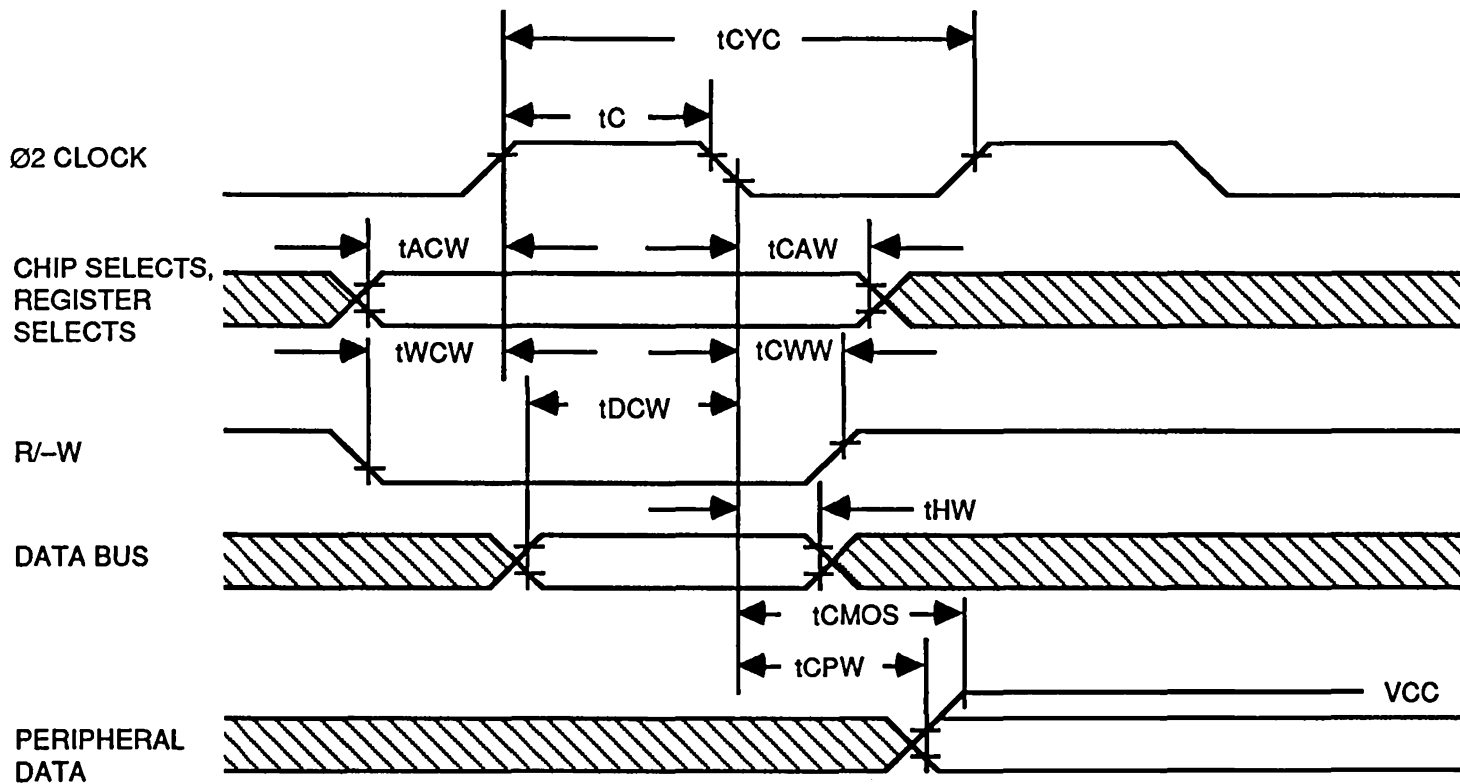 tCYC
tC
Ø2 CLOCK
tACW
tCAW
CHIP SELECTS,
REGISTER
SELECTS
tWCW
tCWW
tDCW
R/–W
tHW
DATA BUS
tCMOS
tCPW
VCC
PERIPHERAL
DATA